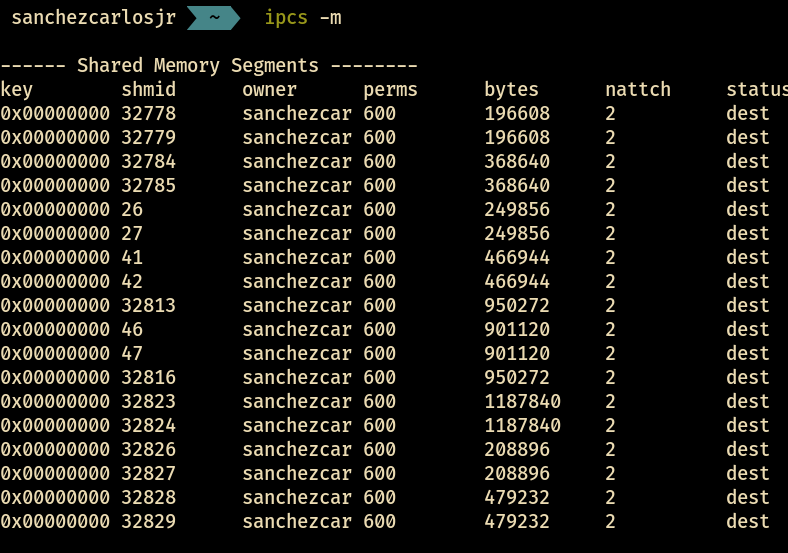 sanchezcarlosjr ~ ipcs -m
------ Shared Memory Segments --------
key shmid owner perms bytes nattch status
0x00000000 32778 sanchezcar 600 196608 2 dest
0x00000000 32779 sanchezcar 600 196608 2 dest
0x00000000 32784 sanchezcar 600 368640 2 dest
0x00000000 32785 sanchezcar 600 368640 2 dest
0x00000000 26 sanchezcar 600 249856 2 dest
0x00000000 27 sanchezcar 600 249856 2 dest
0x00000000 41 sanchezcar 600 466944 2 dest
0x00000000 42 sanchezcar 600 466944 2 dest
0x00000000 32813 sanchezcar 600 950272 2 dest
0x00000000 46 sanchezcar 600 901120 2 dest
0x00000000 47 sanchezcar 600 901120 2 dest
0x00000000 32816 sanchezcar 600 950272 2 dest
0x00000000 32823 sanchezcar 600 1187840 2 dest
0x00000000 32824 sanchezcar 600 1187840 2 dest
0x00000000 32826 sanchezcar 600 208896 2 dest
0x00000000 32827 sanchezcar 600 208896 2 dest
0x00000000 32828 sanchezcar 600 479232 2 dest
0x00000000 32829 sanchezcar 600 479232 2 dest